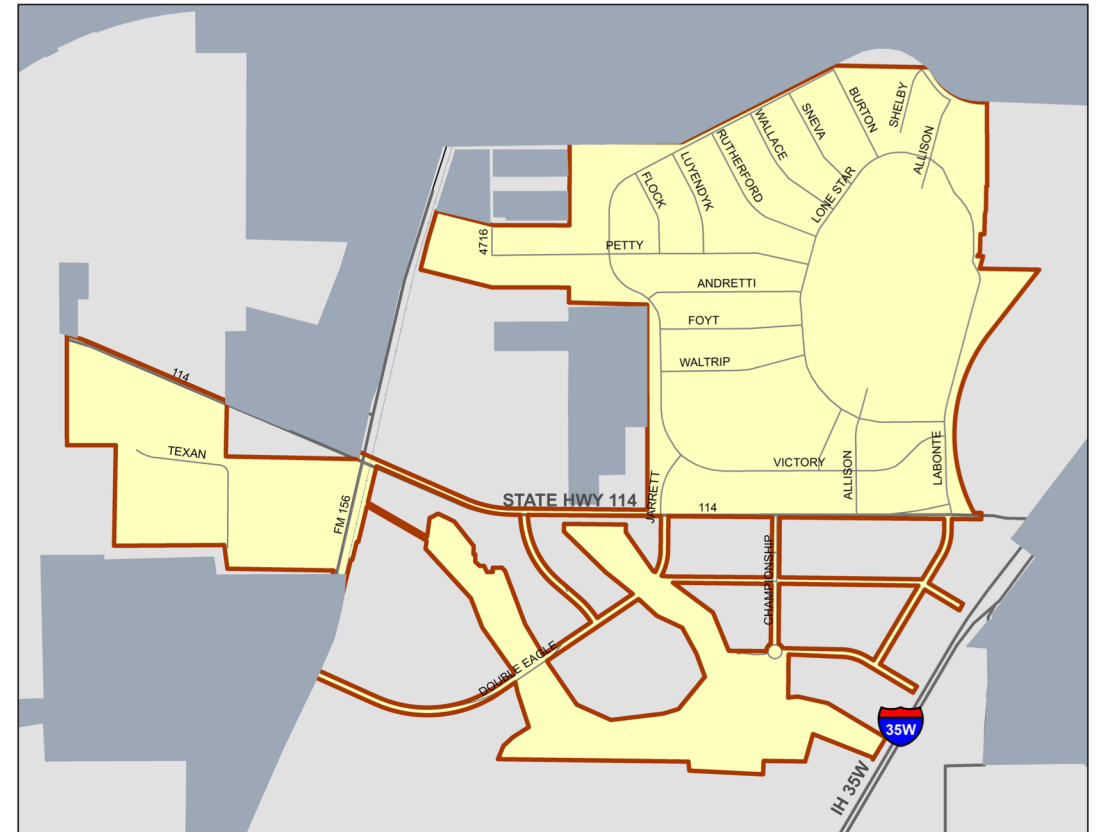 SHELBY
BURTON
SNEVA
WALLACE
ALLISON
RUTHERFORD
LUYENDYK
FLOCK
LONE STAR
4716
PETTY
ANDRETTI
FOYT
WALTRIP
114
TEXAN
VICTORY
ALLISON
LABONTE
JARRETT
STATE HWY 114
114
FM 156
CHAMPIONSHIP
DOUBLE EAGLE
35W
IH 35W